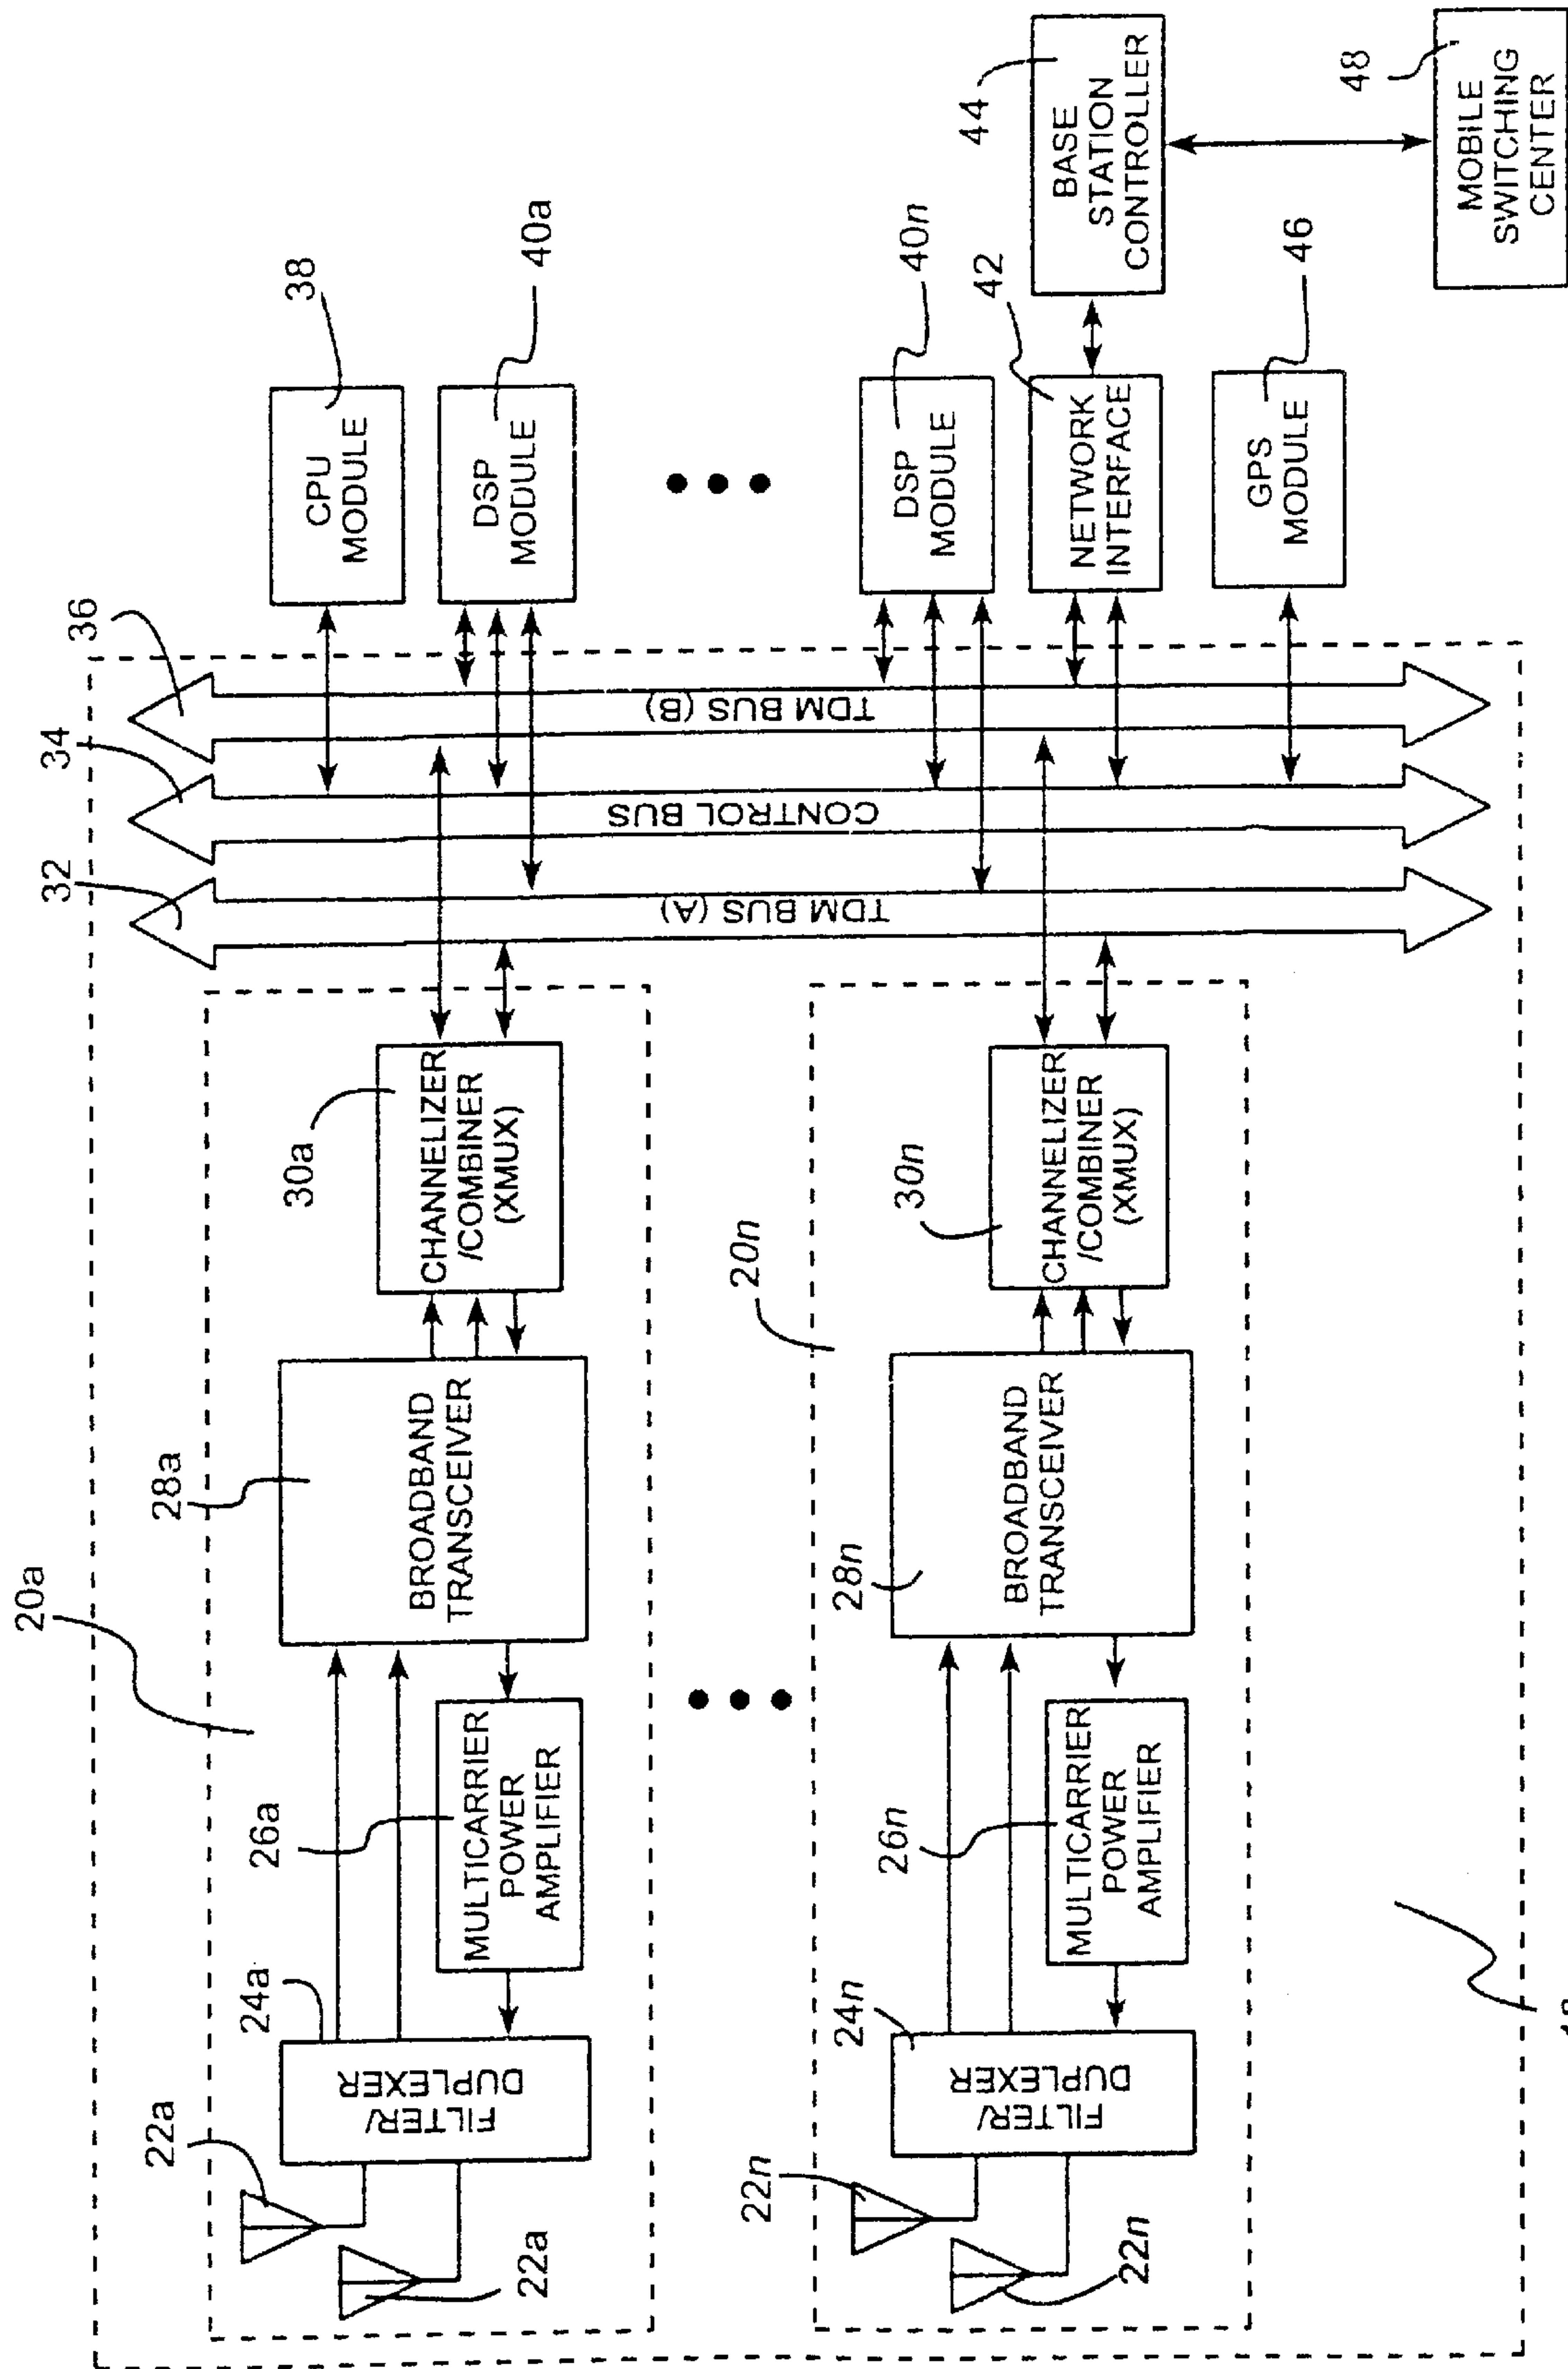 20a
22a
22a
24a
FILTER/
DUPLEXER
26a
MULTICARRIER
POWER
AMPLIFIER
28a
BROADBAND
TRANSCEIVER
30a
CHANNELIZER
/COMBINER
(XMUX)
20n
22n
22n
24n
FILTER/
DUPLEXER
26n
MULTICARRIER
POWER
AMPLIFIER
28n
BROADBAND
TRANSCEIVER
30n
CHANNELIZER
/COMBINER
(XMUX)
32
TDM BUS (A)
34
CONTROL BUS
36
TDM BUS (B)
38
CPU
MODULE
40a
DSP
MODULE
40n
DSP
MODULE
42
NETWORK
INTERFACE
46
GPS
MODULE
44
BASE
STATION
CONTROLLER
48
MOBILE
SWITCHING
CENTER